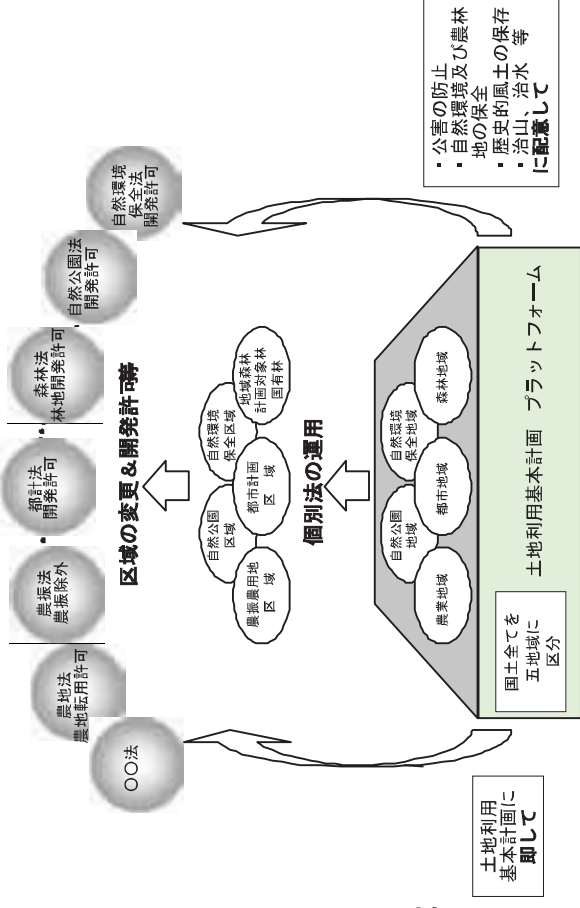 〇〇法
農地法
農地転用許可
農振法
農振除外
都計法
開発許可
森林法
林地開発許可
自然公園法
開発許可
自然環境
保全法
開発許可
区域の変更&開発許可等
自然公園
区域
自然環境
保全区域
農振農用地
区　域
都市計画
区　域
地域森林
計画対象林
国有林
個別法の運用
自然公園
地域
自然環境
保全地域
農業地域
都市地域
森林地域
国土全てを
五地域に
区分
土地利用基本計画　プラットフォーム
土地利用
基本計画に
即して
・公害の防止
・自然環境及び農林
地の保全
・歴史的風土の保存
・治山、治水　等
に配意して